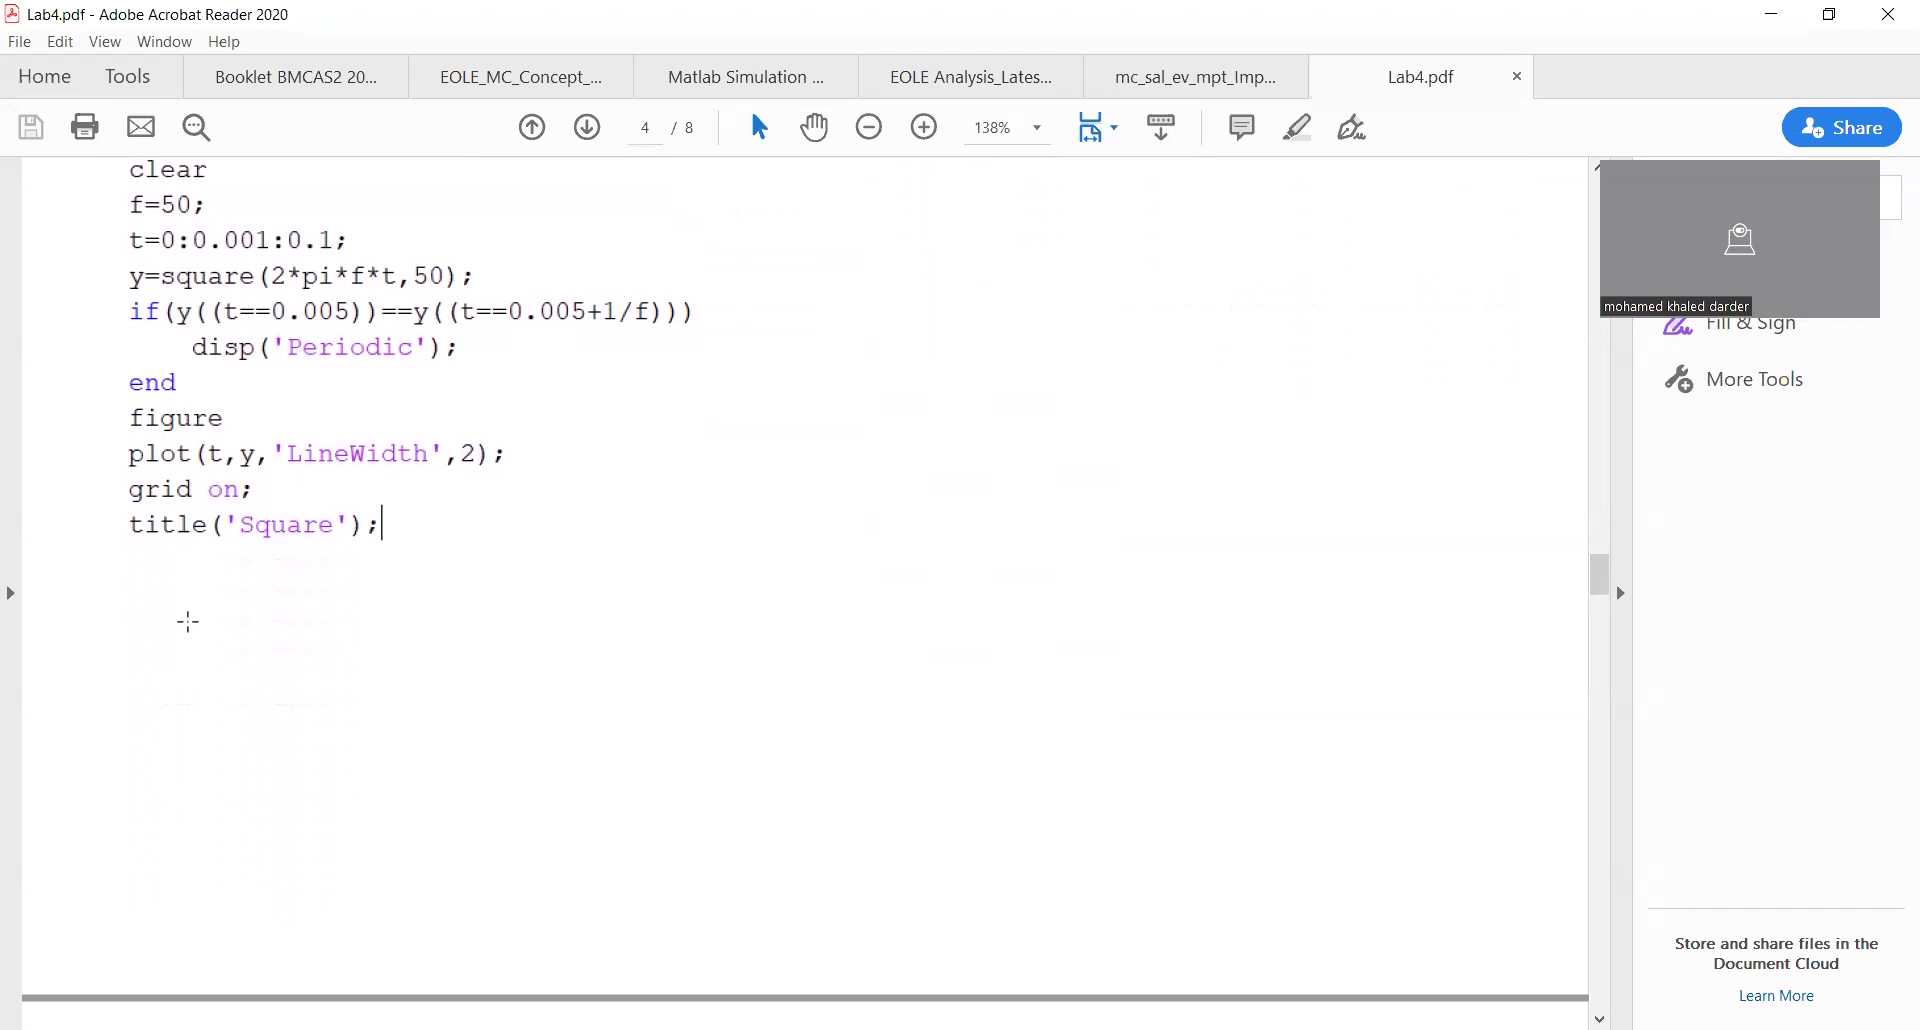 Lab4.pdf - Adobe Acrobat Reader 2020
File Edit View Window Help
Home Tools Booklet BMCAS2 20... EOLE_MC_Concept_... Matlab Simulation ... EOLE Analysis_Lates... mc_sal_ev_mpt_Imp... Lab4.pdf
4 / 8 138% Share
clear
f=50;
t=0:0.001:0.1;
y=square(2*pi*f*t,50);
if(y((t==0.005))==y((t==0.005+1/f)))
disp('Periodic');
end
figure
plot(t,y,'LineWidth',2);
grid on;
title('Square');
mohamed khaled darder
Fill & Sign
More Tools
Store and share files in the
Document Cloud
Learn More